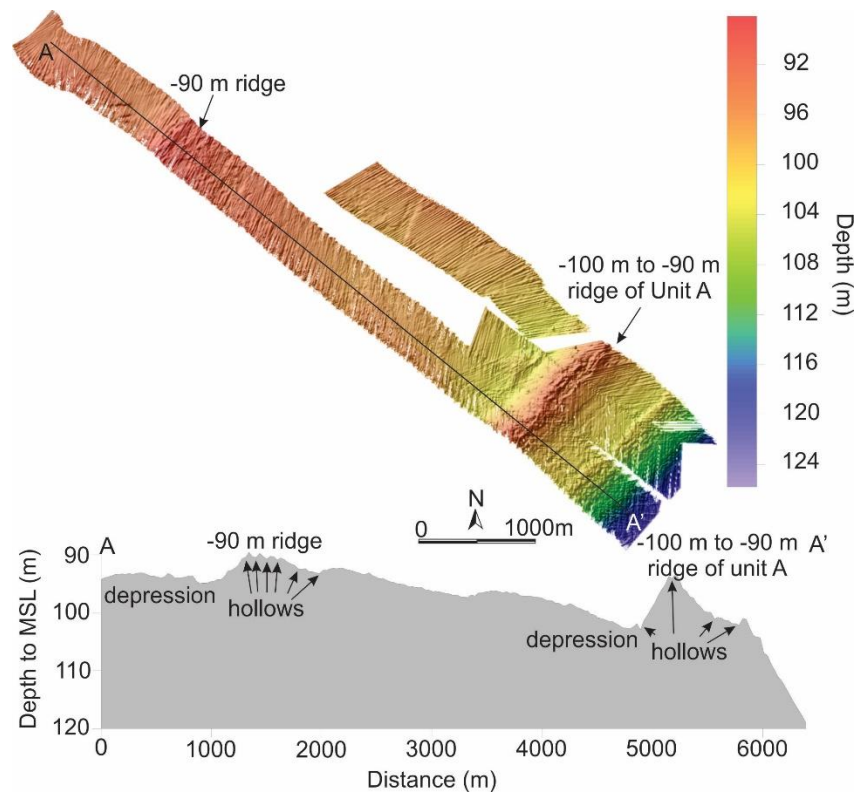 A
-90 m ridge
-100 m to -90 m
ridge of Unit A
92
96
100
104
108
112
116
120
124
Depth (m)
N
0 1000m
A'
A
-90 m ridge
-100 m to -90 m A'
ridge of unit A
depression
hollows
depression
hollows
90
100
110
120
Depth to MSL (m)
0 1000 2000 3000 4000 5000 6000
Distance (m)